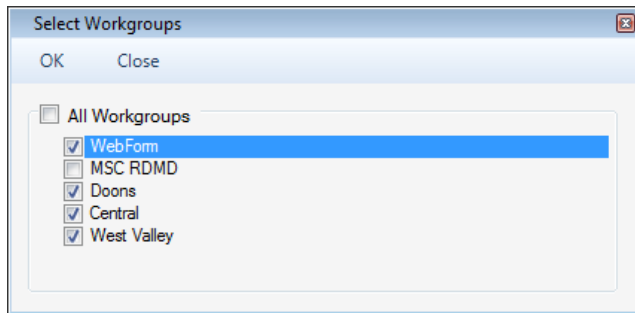 Select Workgroups
OK Close
All Workgroups
WebForm
MSC RDMD
Doons
Central
West Valley